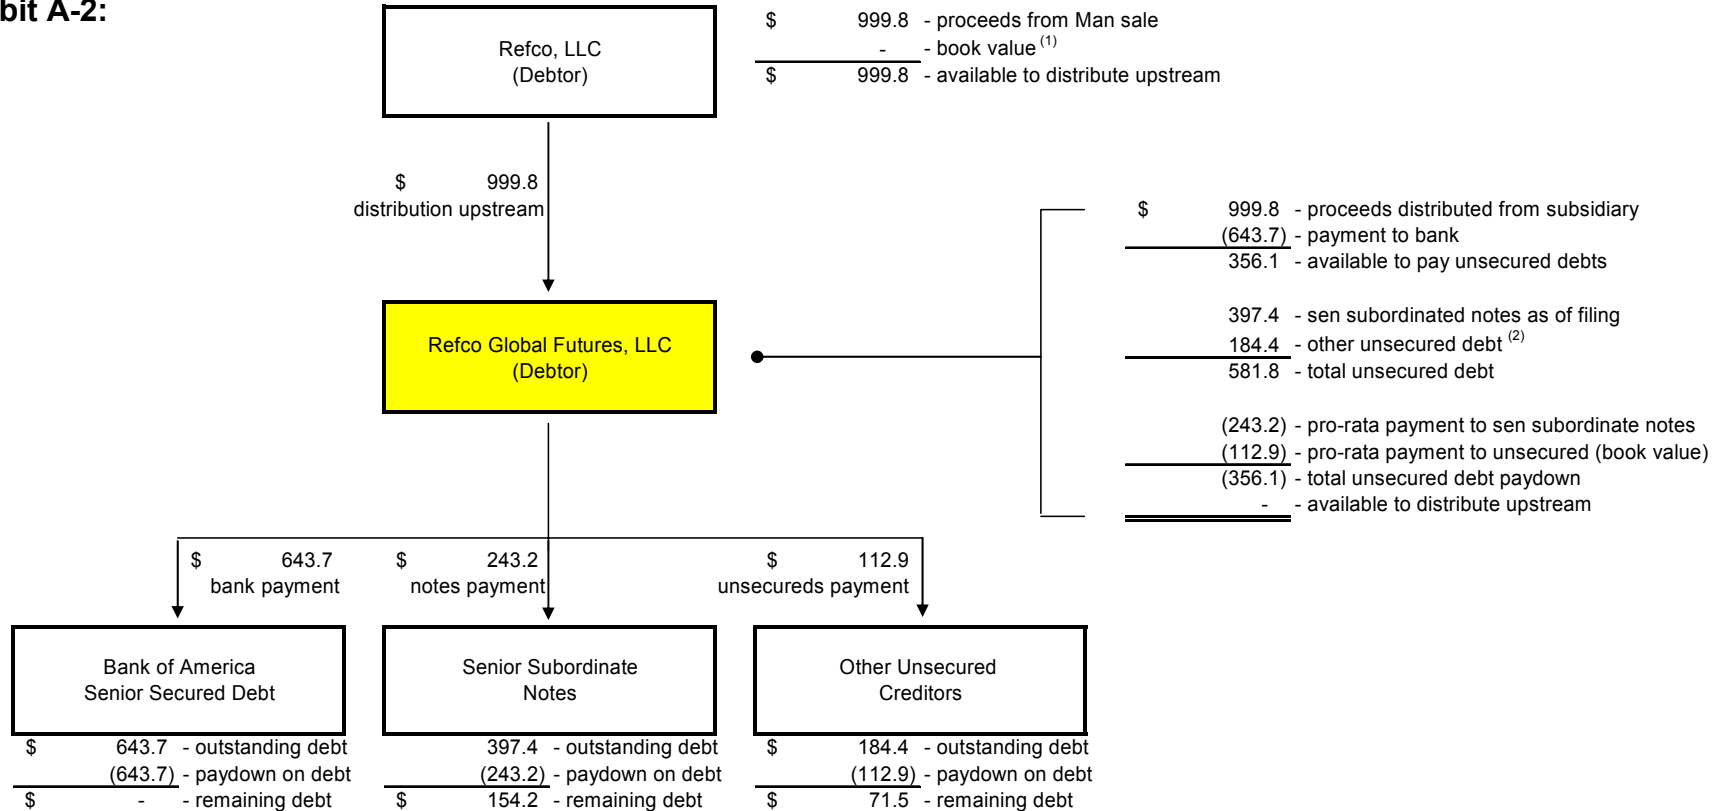 bit A-2:
Refco, LLC
(Debtor)
$ 999.8 - proceeds from Man sale
- - book value (1)
$ 999.8 - available to distribute upstream
$ 999.8
distribution upstream
Refco Global Futures, LLC
(Debtor)
$ 999.8 - proceeds distributed from subsidiary
(643.7) - payment to bank
356.1 - available to pay unsecured debts
397.4 - sen subordinated notes as of filing
184.4 - other unsecured debt (2)
581.8 - total unsecured debt
(243.2) - pro-rata payment to sen subordinate notes
(112.9) - pro-rata payment to unsecured (book value)
(356.1) - total unsecured debt paydown
- - available to distribute upstream
$ 643.7
bank payment
$ 243.2
notes payment
$ 112.9
unsecureds payment
Bank of America
Senior Secured Debt
$ 643.7 - outstanding debt
(643.7) - paydown on debt
$ - - remaining debt
Senior Subordinate
Notes
397.4 - outstanding debt
(243.2) - paydown on debt
$ 154.2 - remaining debt
Other Unsecured
Creditors
$ 184.4 - outstanding debt
(112.9) - paydown on debt
$ 71.5 - remaining debt